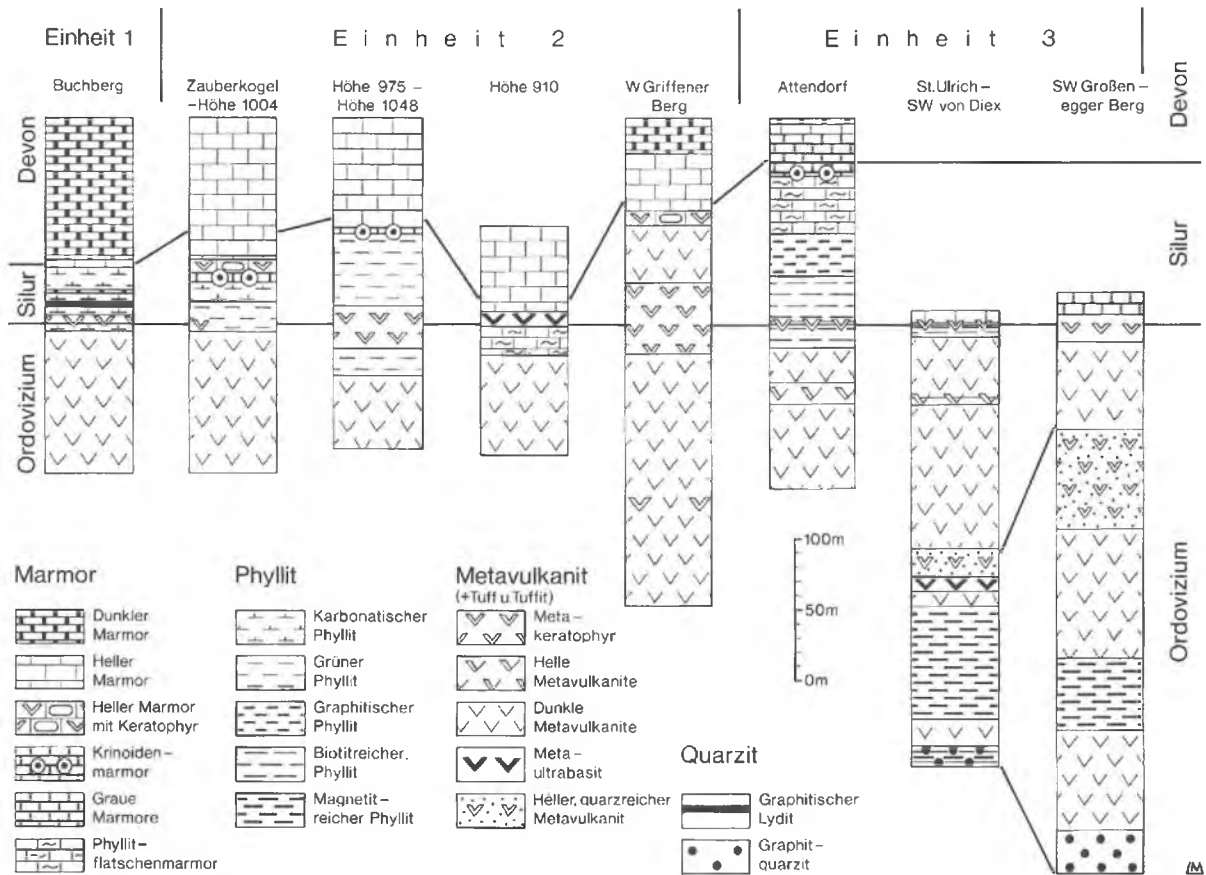 Einheit 1
Einheit 2
Einheit 3
Buchberg
Zauberkogel
-Höhe 1004
Höhe 975 -
Höhe 1048
Höhe 910
W Griffener
Berg
Attendorf
St. Ulrich -
SW von Diex
SW Großen -
egger Berg
Devon
Silur
Ordovizium
Devon
Silur
Ordovizium
100m
50m
0m
Marmor
Dunkler
Marmor
Heller
Marmor
Heller Marmor
mit Keratophyr
Krinoiden -
marmor
Graue
Marmore
Phyllit -
flatschenmarmor
Phyllit
Karbonatischer
Phyllit
Grüner
Phyllit
Graphitischer
Phyllit
Biotitreicher.
Phyllit
Magnetit -
reicher Phyllit
Metavulkanit
(+Tuff u. Tuffit)
Meta -
keratophyr
Helle
Metavulkanite
Dunkle
Metavulkanite
Meta -
ultrabasit
Heller, quarzreicher
Metavulkanit
Quarzit
Graphitischer
Lydit
Graphit -
quarzit